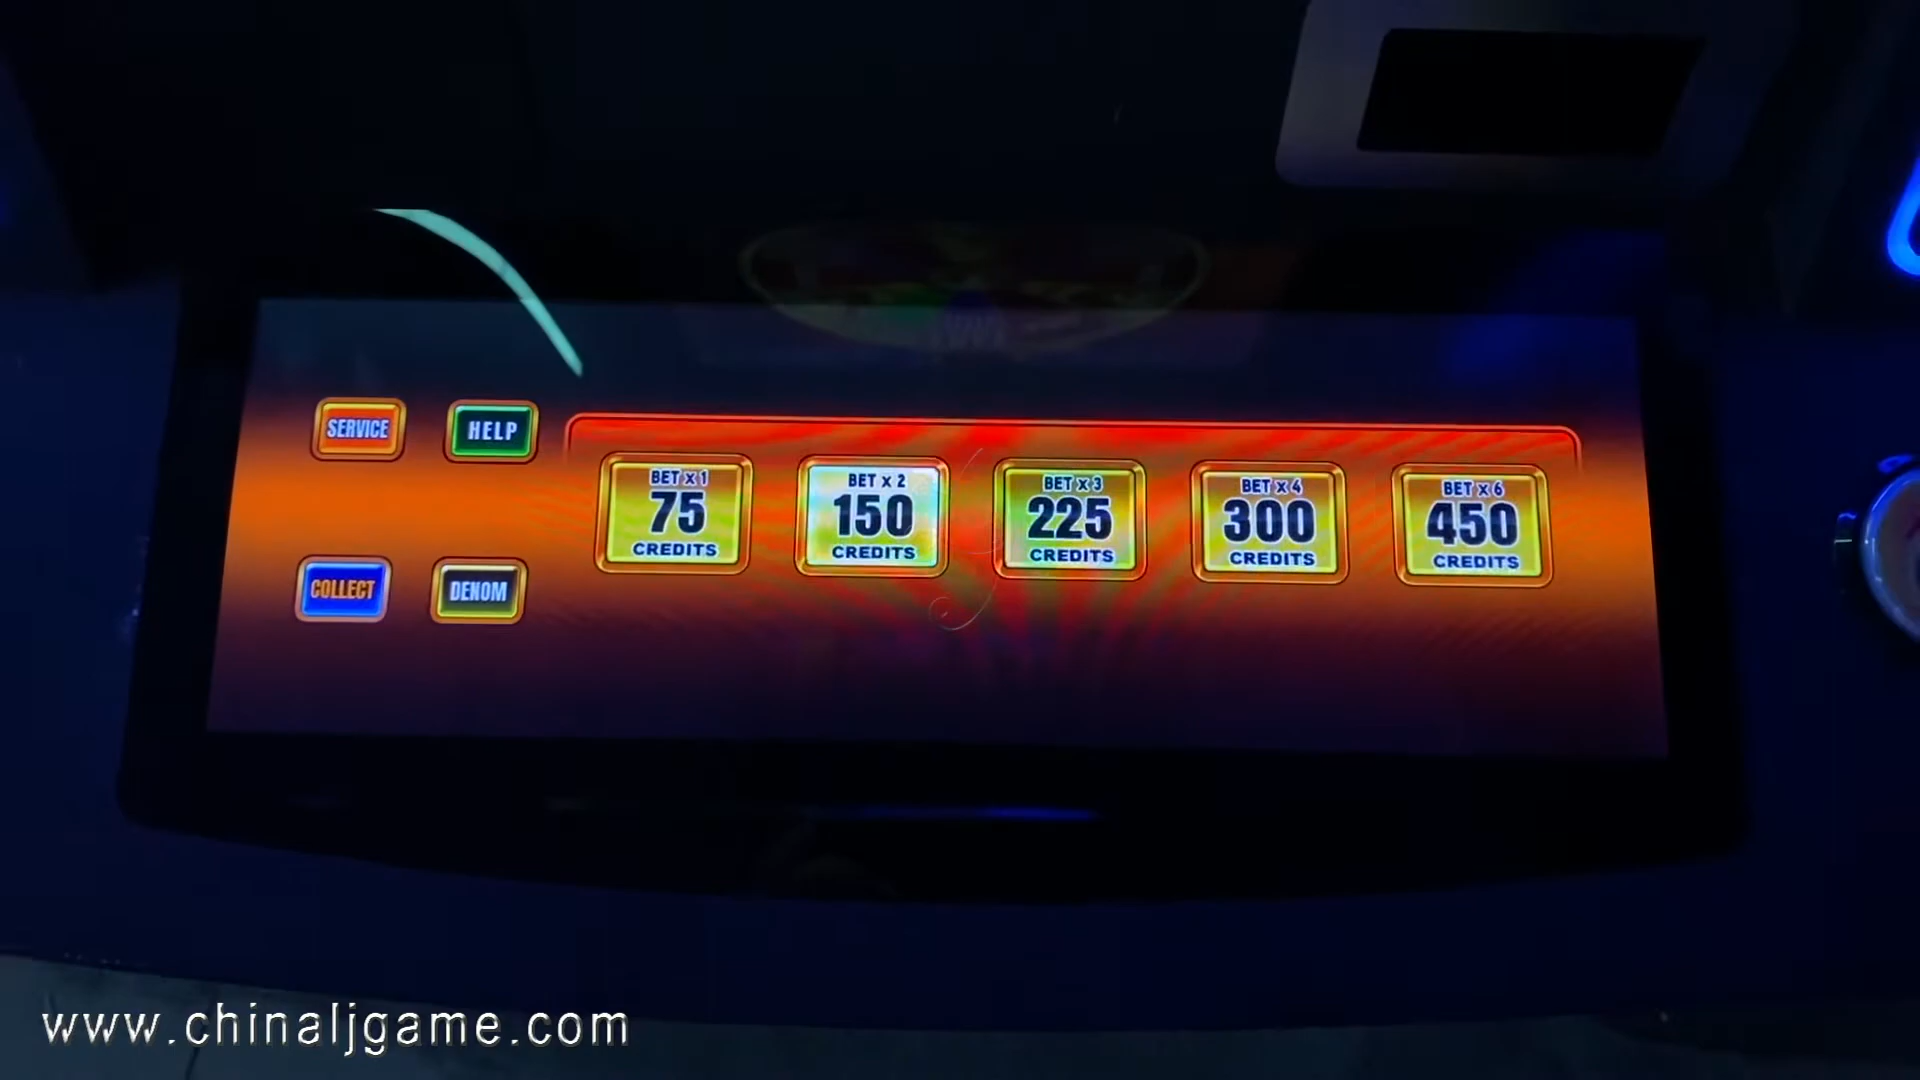 SERVICE
HELP
BET x 1
75
CREDITS
BET x 2
150
CREDITS
BET x 3
225
CREDITS
BET x 4
300
CREDITS
BET x 6
450
CREDITS
COLLECT
DENOM
www.chinaljgame.com